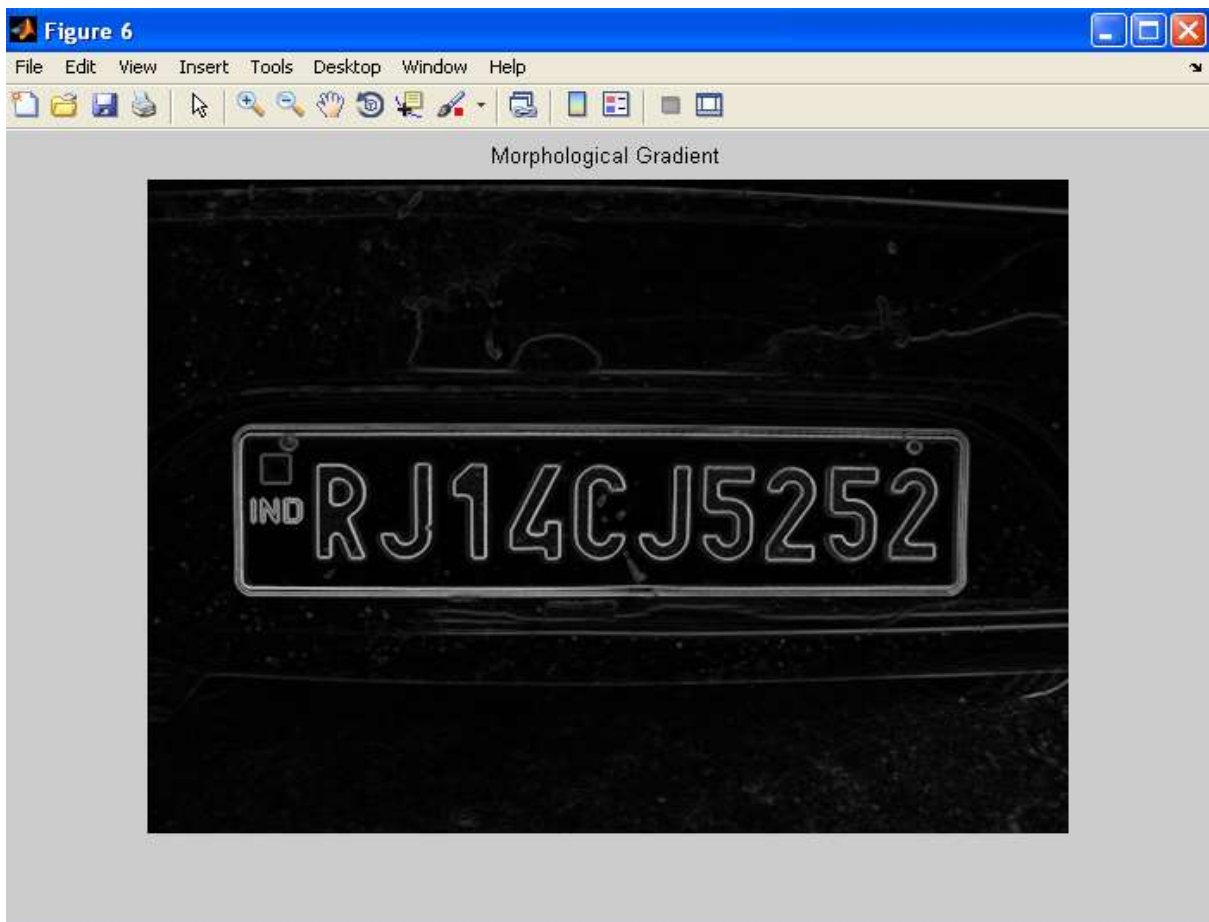 Figure 6
File Edit View Insert Tools Desktop Window Help
Morphological Gradient
IND RJ14CJ5252